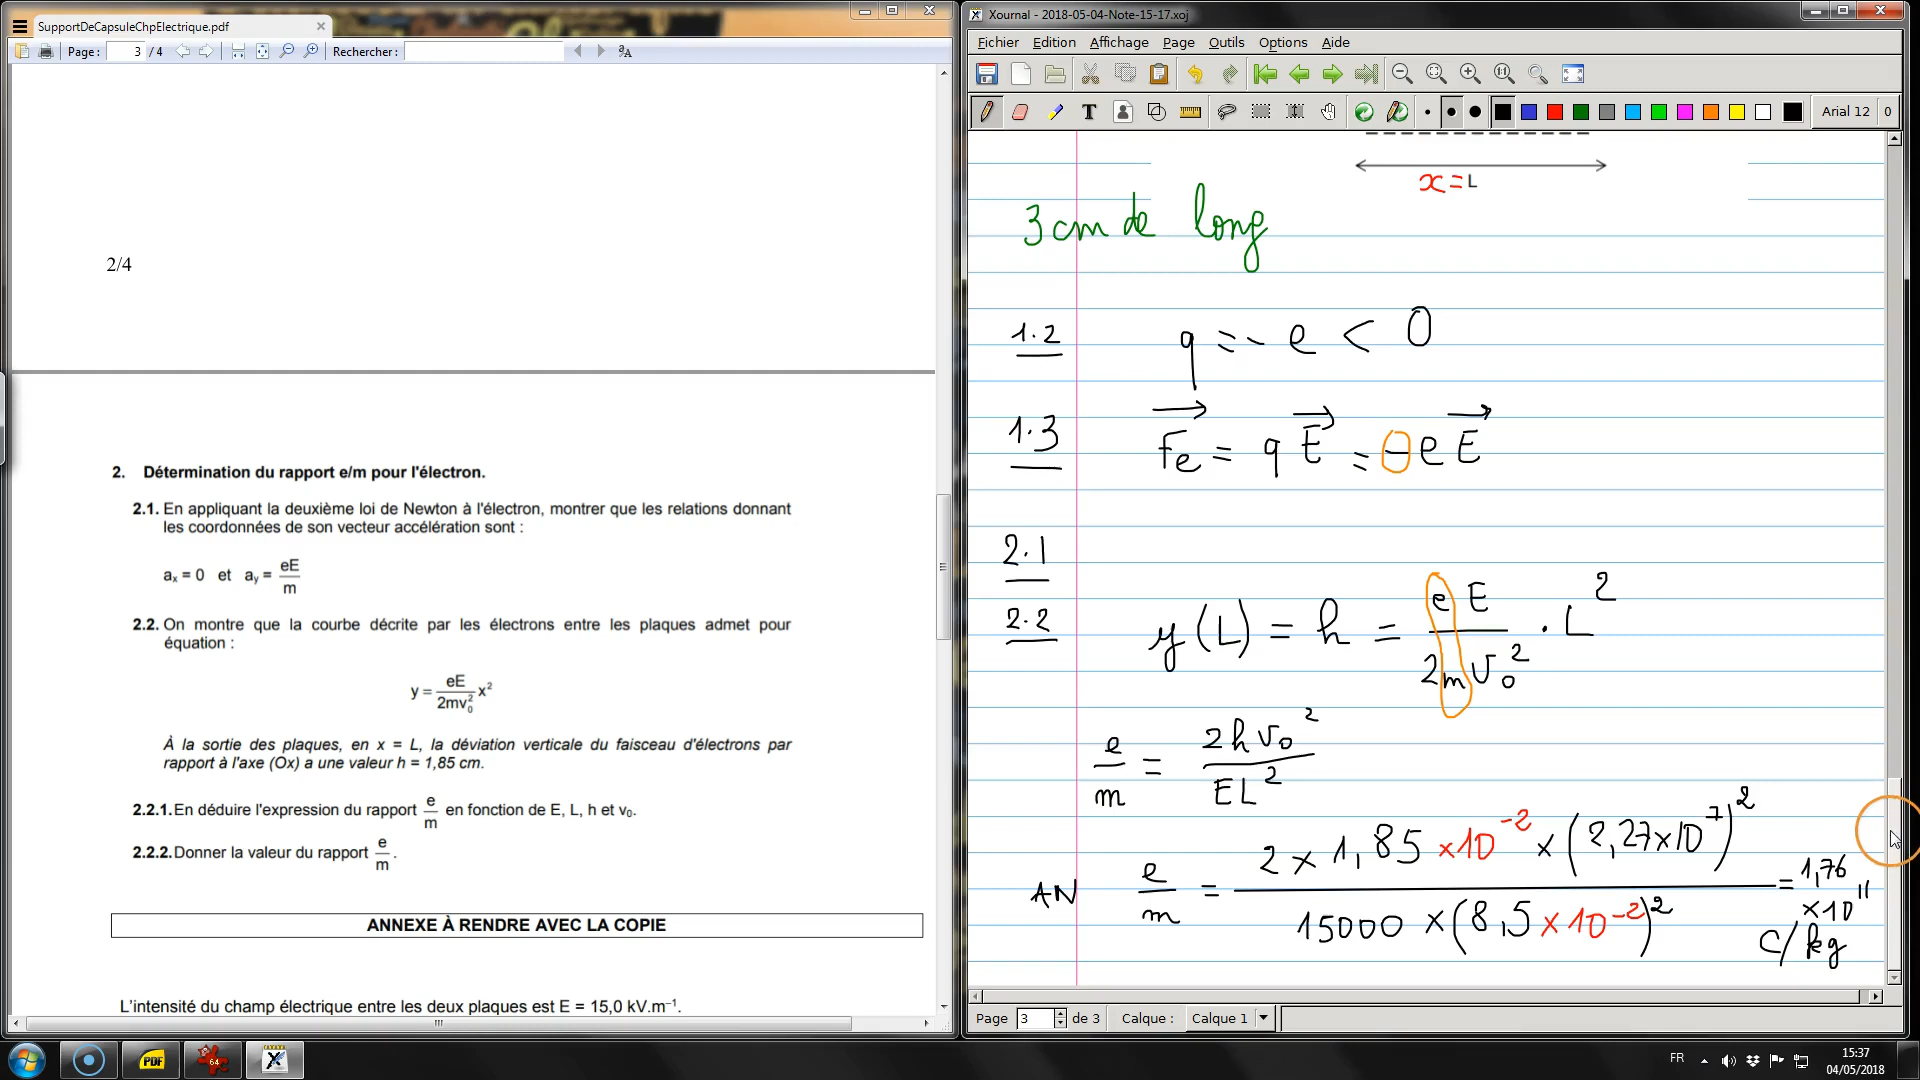 SupportDeCapsuleChpElectrique.pdf
Page : 3 / 4 Rechercher :
2/4
2. Détermination du rapport e/m pour l'électron.
2.1. En appliquant la deuxième loi de Newton à l'électron, montrer que les relations donnant
les coordonnées de son vecteur accélération sont :
aₓ = 0 et aᵧ = eE/m
2.2. On montre que la courbe décrite par les électrons entre les plaques admet pour
équation :
y = eE/2mv₀² x²
À la sortie des plaques, en x = L, la déviation verticale du faisceau d'électrons par
rapport à l'axe (Ox) a une valeur h = 1,85 cm.
2.2.1. En déduire l'expression du rapport e/m en fonction de E, L, h et v₀.
2.2.2. Donner la valeur du rapport e/m.
ANNEXE À RENDRE AVEC LA COPIE
L'intensité du champ électrique entre les deux plaques est E = 15,0 kV.m⁻¹.
Xournal - 2018-05-04-Note-15-17.xoj
Fichier Edition Affichage Page Outils Options Aide
Arial 12 0
x = L
3 cm de long
1.2 q = - e < 0
1.3 Fe = q E = - e E
2.1
2.2 y(L) = h = eE/2mv₀² . L²
e/m = 2hv₀²/EL²
AN e/m = 2 × 1,85 ×10⁻² × (2,27×10⁷)² / 15000 × (8,5 ×10⁻²)² = 1,76 ×10¹¹ C/kg
Page 3 de 3 Calque : Calque 1
PDF
64
FR
15:37
04/05/2018